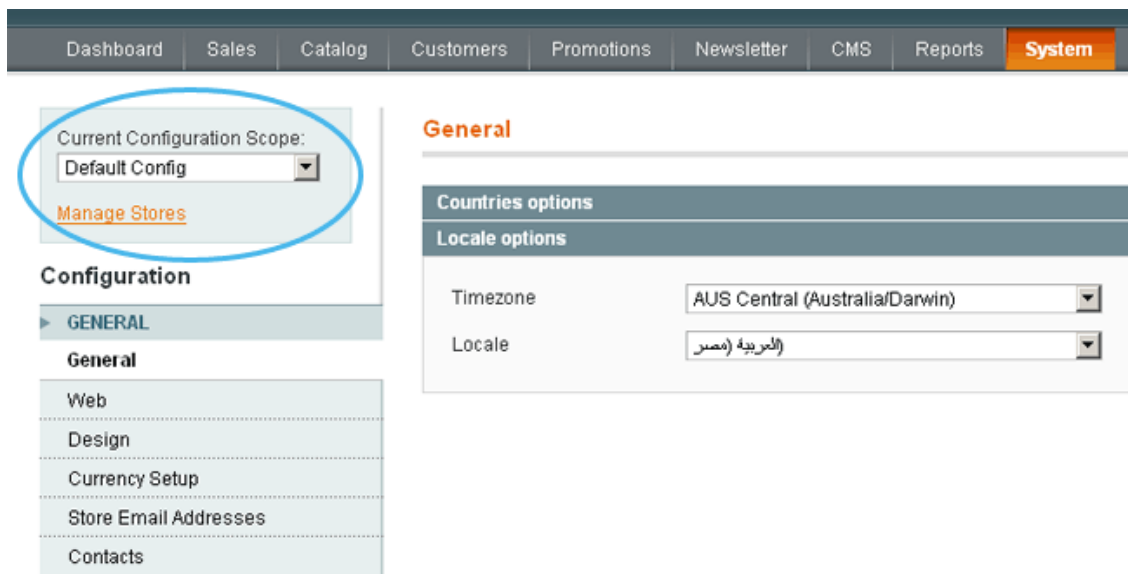 Dashboard Sales Catalog Customers Promotions Newsletter CMS Reports System
Current Configuration Scope:
Default Config
Manage Stores
Configuration
GENERAL
General
Web
Design
Currency Setup
Store Email Addresses
Contacts
General
Countries options
Locale options
Timezone AUS Central (Australia/Darwin)
Locale العربية (مصر)